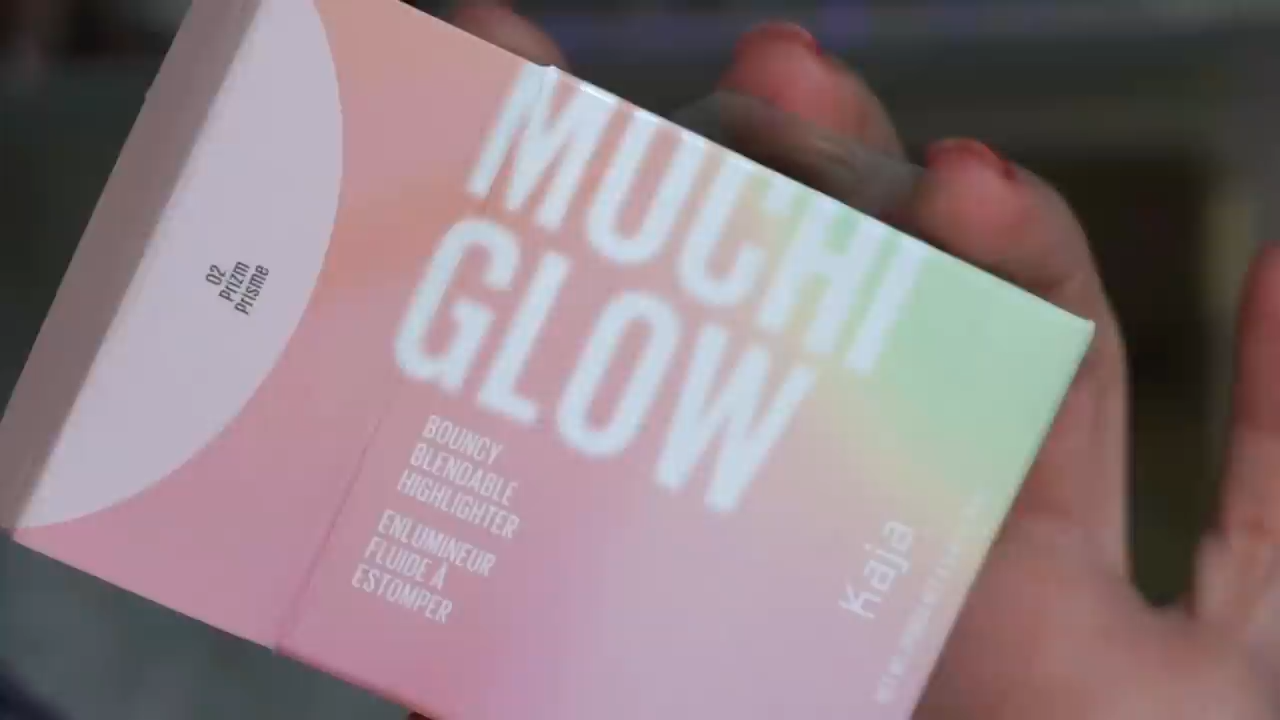 MOCHI
GLOW
BOUNCY
BLENDABLE
HIGHLIGHTER
ENLUMINEUR
FLUIDE À
ESTOMPER
Kaja
02
Prizm
Prisme